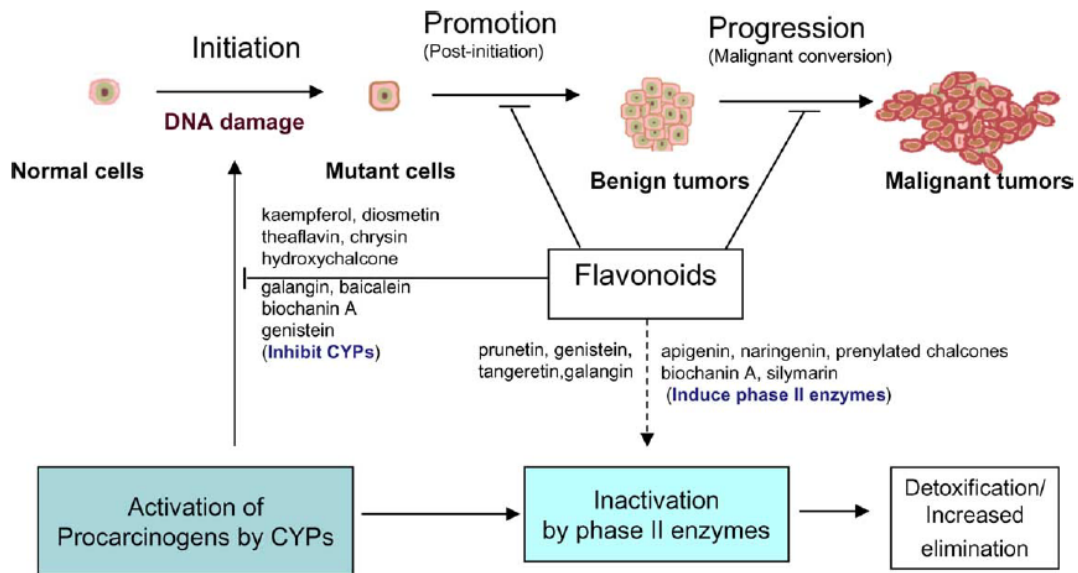 Initiation
Promotion
(Post-initiation)
Progression
(Malignant conversion)
DNA damage
Normal cells
Mutant cells
Benign tumors
Malignant tumors
kaempferol, diosmetin
theaflavin, chrysin
hydroxychalcone
galangin, baicalein
biochanin A
genistein
(Inhibit CYPs)
Flavonoids
prunetin, genistein,
tangeretin,galangin
apigenin, naringenin, prenylated chalcones
biochanin A, silymarin
(Induce phase II enzymes)
Activation of
Procarcinogens by CYPs
Inactivation
by phase II enzymes
Detoxification/
Increased
elimination